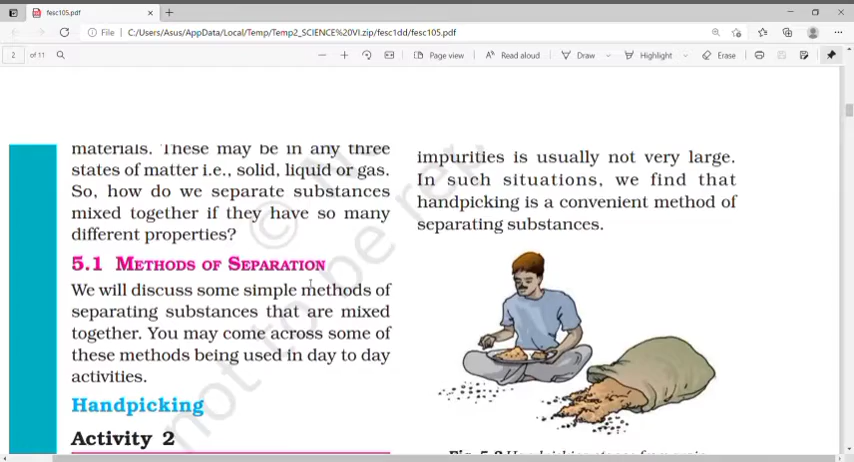 fesc105.pdf
File | C:/Users/Asus/AppData/Local/Temp/Temp2_SCIENCE%20VI.zip/fesc1dd/fesc105.pdf
2 of 11
Page view
Read aloud
Draw
Highlight
Erase
materials. These may be in any three
states of matter i.e., solid, liquid or gas.
So, how do we separate substances
mixed together if they have so many
different properties?
5.1 METHODS OF SEPARATION
We will discuss some simple methods of
separating substances that are mixed
together. You may come across some of
these methods being used in day to day
activities.
Handpicking
Activity 2
impurities is usually not very large.
In such situations, we find that
handpicking is a convenient method of
separating substances.
© N
not to be rep